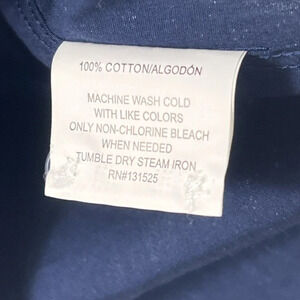 100% COTTON/ALGODÓN
MACHINE WASH COLD
WITH LIKE COLORS
ONLY NON-CHLORINE BLEACH
WHEN NEEDED
TUMBLE DRY STEAM IRON
RN#131525